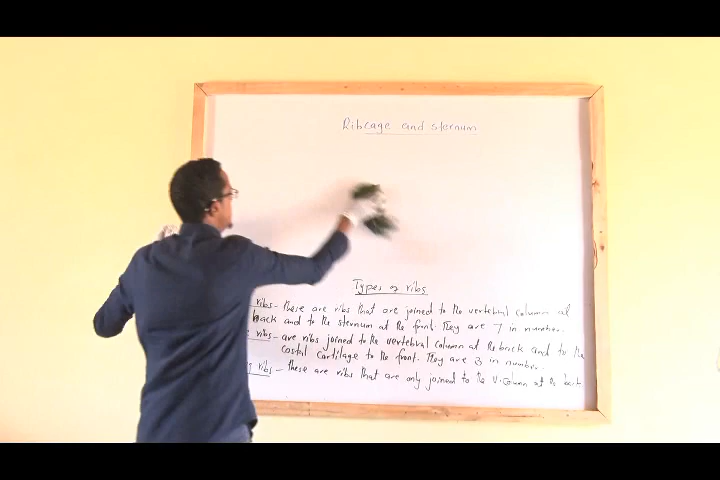 Ribcage and sternum
Types of ribs
ribs - these are ribs that are joined to the vertebral column at
back and to the sternum at the front. They are 7 in number.
ribs - are ribs joined to the vertebral column at the back and to the
costal cartilage to the front. They are 3 in number.
ribs - these are ribs that are only joined to the v. column at the back